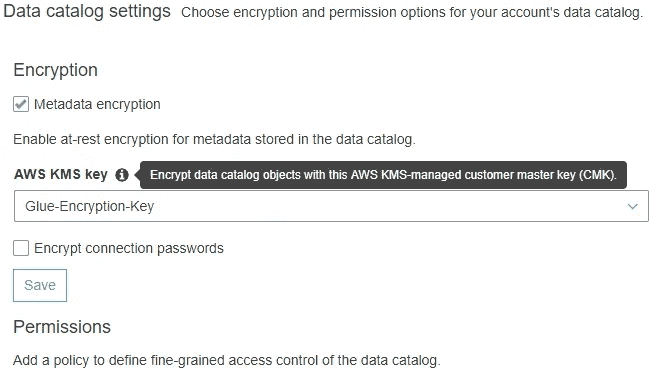 Data catalog settings Choose encryption and permission options for your account's data catalog.
Encryption
Metadata encryption
Enable at-rest encryption for metadata stored in the data catalog.
AWS KMS key i Encrypt data catalog objects with this AWS KMS-managed customer master key (CMK).
Glue-Encryption-Key
Encrypt connection passwords
Save
Permissions
Add a policy to define fine-grained access control of the data catalog.